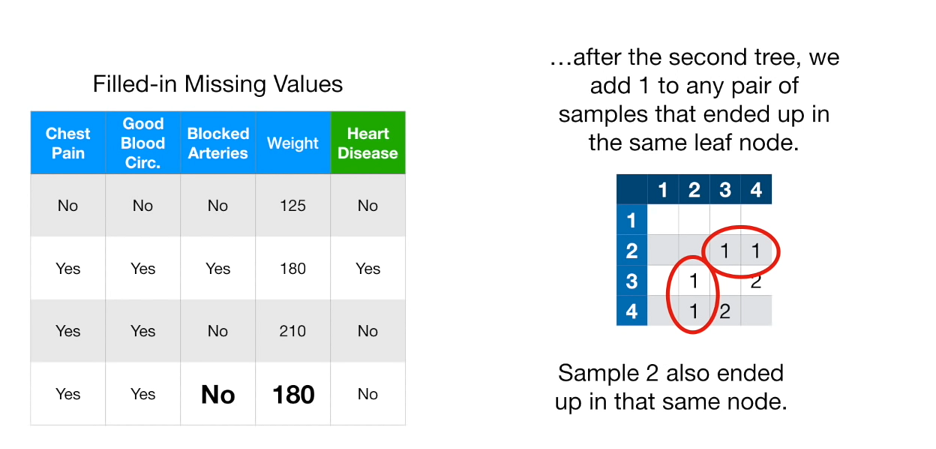 Filled-in Missing Values
Chest Pain Good Blood Circ. Blocked Arteries Weight Heart Disease
No No No 125 No
Yes Yes Yes 180 Yes
Yes Yes No 210 No
Yes Yes No 180 No
…after the second tree, we
add 1 to any pair of
samples that ended up in
the same leaf node.
1 2 3 4
1
2 1 1
3 1 2
4 1 2
Sample 2 also ended
up in that same node.